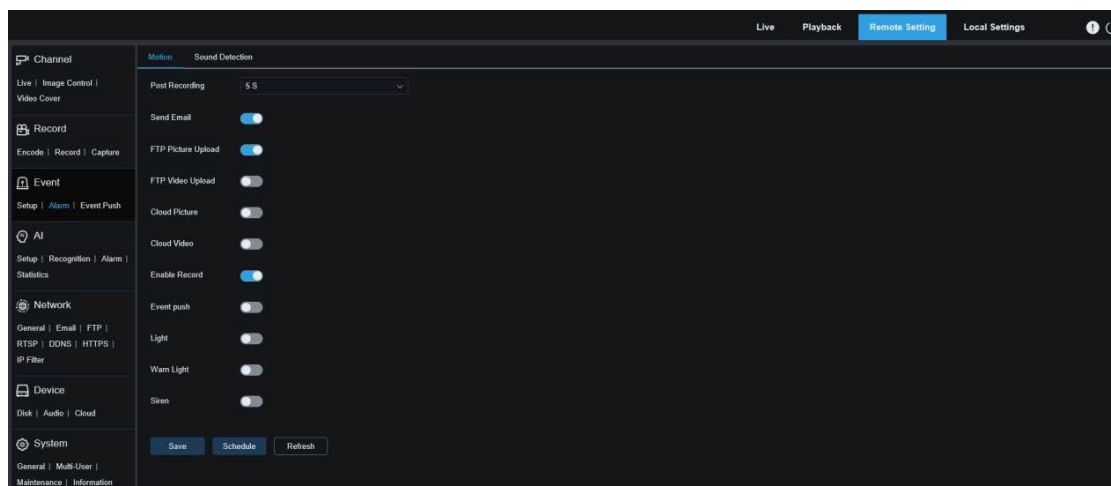 Live Playback Remote Setting Local Settings
Channel
Live | Image Control |
Video Cover
Record
Encode | Record | Capture
Event
Setup | Alarm | Event Push
AI
Setup | Recognition | Alarm |
Statistics
Network
General | Email | FTP |
RTSP | DDNS | HTTPS |
IP Filter
Device
Disk | Audio | Cloud
System
General | Multi-User |
Maintenance | Information
Motion Sound Detection
Post Recording 5 S
Send Email
FTP Picture Upload
FTP Video Upload
Cloud Picture
Cloud Video
Enable Record
Event push
Light
Warn Light
Siren
Save Schedule Refresh